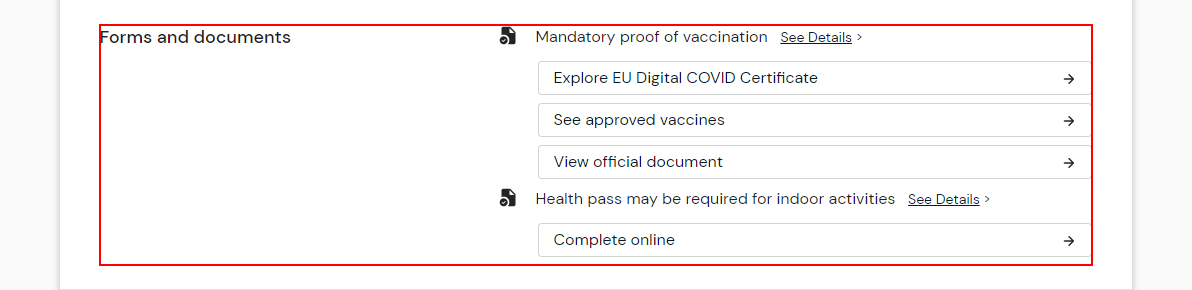 Forms and documents
Mandatory proof of vaccination See Details >
Explore EU Digital COVID Certificate →
See approved vaccines →
View official document →
Health pass may be required for indoor activities See Details >
Complete online →